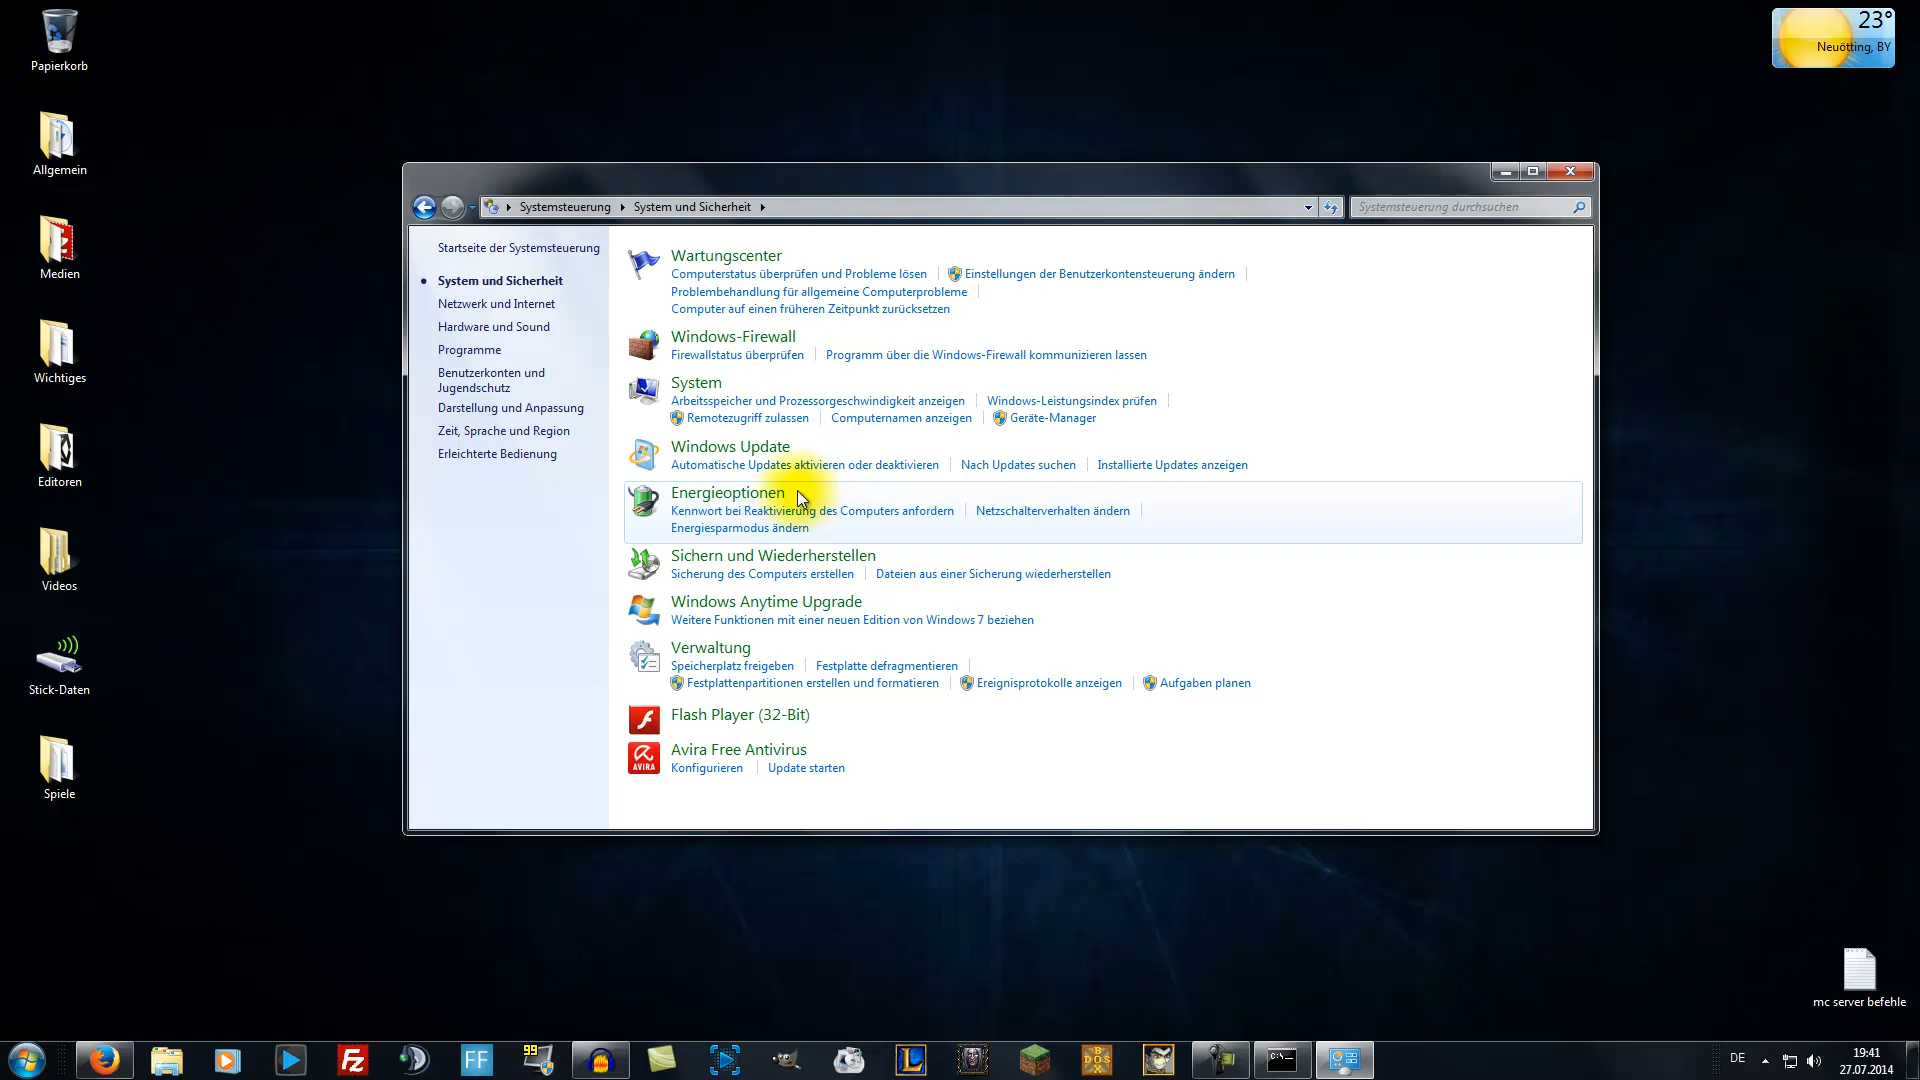 Papierkorb
Allgemein
Medien
Wichtiges
Editoren
Videos
Stick-Daten
Spiele
23°
Neuötting, BY
Systemsteuerung System und Sicherheit
Systemsteuerung durchsuchen
Startseite der Systemsteuerung
System und Sicherheit
Netzwerk und Internet
Hardware und Sound
Programme
Benutzerkonten und
Jugendschutz
Darstellung und Anpassung
Zeit, Sprache und Region
Erleichterte Bedienung
Wartungscenter
Computerstatus überprüfen und Probleme lösen Einstellungen der Benutzerkontensteuerung ändern
Problembehandlung für allgemeine Computerprobleme
Computer auf einen früheren Zeitpunkt zurücksetzen
Windows-Firewall
Firewallstatus überprüfen Programm über die Windows-Firewall kommunizieren lassen
System
Arbeitsspeicher und Prozessorgeschwindigkeit anzeigen Windows-Leistungsindex prüfen
Remotezugriff zulassen Computernamen anzeigen Geräte-Manager
Windows Update
Automatische Updates aktivieren oder deaktivieren Nach Updates suchen Installierte Updates anzeigen
Energieoptionen
Kennwort bei Reaktivierung des Computers anfordern Netzschalterverhalten ändern
Energiesparmodus ändern
Sichern und Wiederherstellen
Sicherung des Computers erstellen Dateien aus einer Sicherung wiederherstellen
Windows Anytime Upgrade
Weitere Funktionen mit einer neuen Edition von Windows 7 beziehen
Verwaltung
Speicherplatz freigeben Festplatte defragmentieren
Festplattenpartitionen erstellen und formatieren Ereignisprotokolle anzeigen Aufgaben planen
Flash Player (32-Bit)
AVIRA
Avira Free Antivirus
Konfigurieren Update starten
mc server befehle
FZ
FF
99
L
DOS
BOX
C:\
DE
19:41
27.07.2014